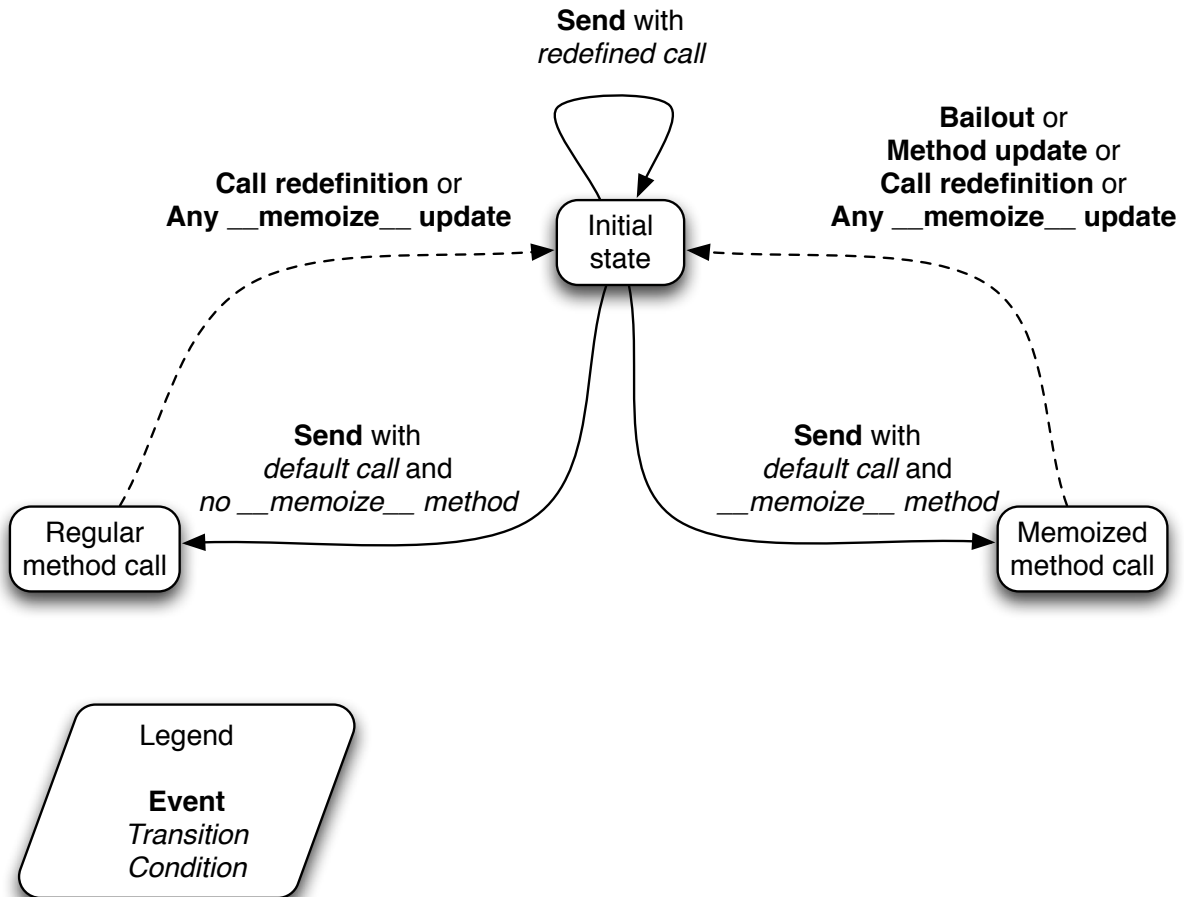 Send with
redefined call
Bailout or
Method update or
Call redefinition or
Any __memoize__ update
Call redefinition or
Any __memoize__ update
Initial
state
Send with
default call and
no __memoize__ method
Send with
default call and
__memoize__ method
Regular
method call
Memoized
method call
Legend
Event
Transition
Condition